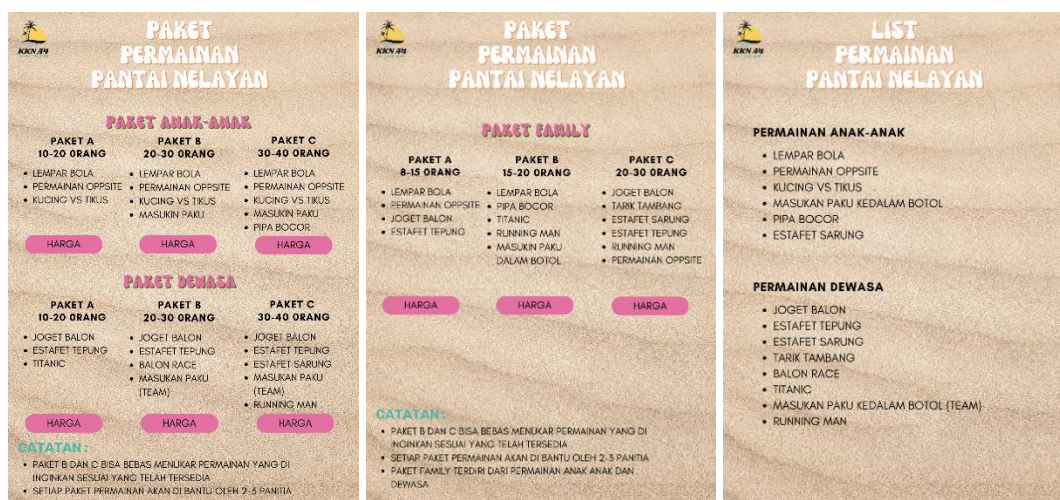 KKN AP4
PAKET
PERMAINAN
PANTAI NELAYAN
PAKET ANAK-ANAK
PAKET A
10-20 ORANG
• LEMPAR BOLA
• PERMAINAN OPPSITE
• KUCING VS TIKUS
HARGA
PAKET B
20-30 ORANG
• LEMPAR BOLA
• PERMAINAN OPPSITE
• KUCING VS TIKUS
• MASUKIN PAKU
HARGA
PAKET C
30-40 ORANG
• LEMPAR BOLA
• PERMAINAN OPPSITE
• KUCING VS TIKUS
• MASUKIN PAKU
• PIPA BOCOR
HARGA
PAKET DEWASA
PAKET A
10-20 ORANG
• JOGET BALON
• ESTAFET TEPUNG
• TITANIC
HARGA
PAKET B
20-30 ORANG
• JOGET BALON
• ESTAFET TEPUNG
• BALON RACE
• MASUKAN PAKU
(TEAM)
HARGA
PAKET C
30-40 ORANG
• JOGET BALON
• ESTAFET TEPUNG
• ESTAFET SARUNG
• MASUKAN PAKU
(TEAM)
• RUNNING MAN
HARGA
CATATAN :
• PAKET B DAN C BISA BEBAS MENUKAR PERMAINAN YANG DI
INGINKAN SESUAI YANG TELAH TERSEDIA
• SETIAP PAKET PERMAINAN AKAN DI BANTU OLEH 2-3 PANITIA
KKN AP4
PAKET
PERMAINAN
PANTAI NELAYAN
PAKET FAMILY
PAKET A
8-15 ORANG
• LEMPAR BOLA
• PERMAINAN OPPSITE
• JOGET BALON
• ESTAFET TEPUNG
HARGA
PAKET B
15-20 ORANG
• LEMPAR BOLA
• PIPA BOCOR
• TITANIC
• RUNNING MAN
• MASUKIN PAKU
DALAM BOTOL
HARGA
PAKET C
20-30 ORANG
• JOGET BALON
• TARIK TAMBANG
• ESTAFET SARUNG
• ESTAFET TEPUNG
• RUNNING MAN
• PERMAINAN OPPSITE
HARGA
CATATAN :
• PAKET B DAN C BISA BEBAS MENUKAR PERMAINAN YANG DI
INGINKAN SESUAI YANG TELAH TERSEDIA
• SETIAP PAKET PERMAINAN AKAN DI BANTU OLEH 2-3 PANITIA
• PAKET FAMILY TERDIRI DARI PERMAINAN ANAK ANAK DAN
DEWASA
KKN AP4
LIST
PERMAINAN
PANTAI NELAYAN
PERMAINAN ANAK-ANAK
• LEMPAR BOLA
• PERMAINAN OPPSITE
• KUCING VS TIKUS
• MASUKAN PAKU KEDALAM BOTOL
• PIPA BOCOR
• ESTAFET SARUNG
PERMAINAN DEWASA
• JOGET BALON
• ESTAFET TEPUNG
• ESTAFET SARUNG
• TARIK TAMBANG
• BALON RACE
• TITANIC
• MASUKAN PAKU KEDALAM BOTOL (TEAM)
• RUNNING MAN